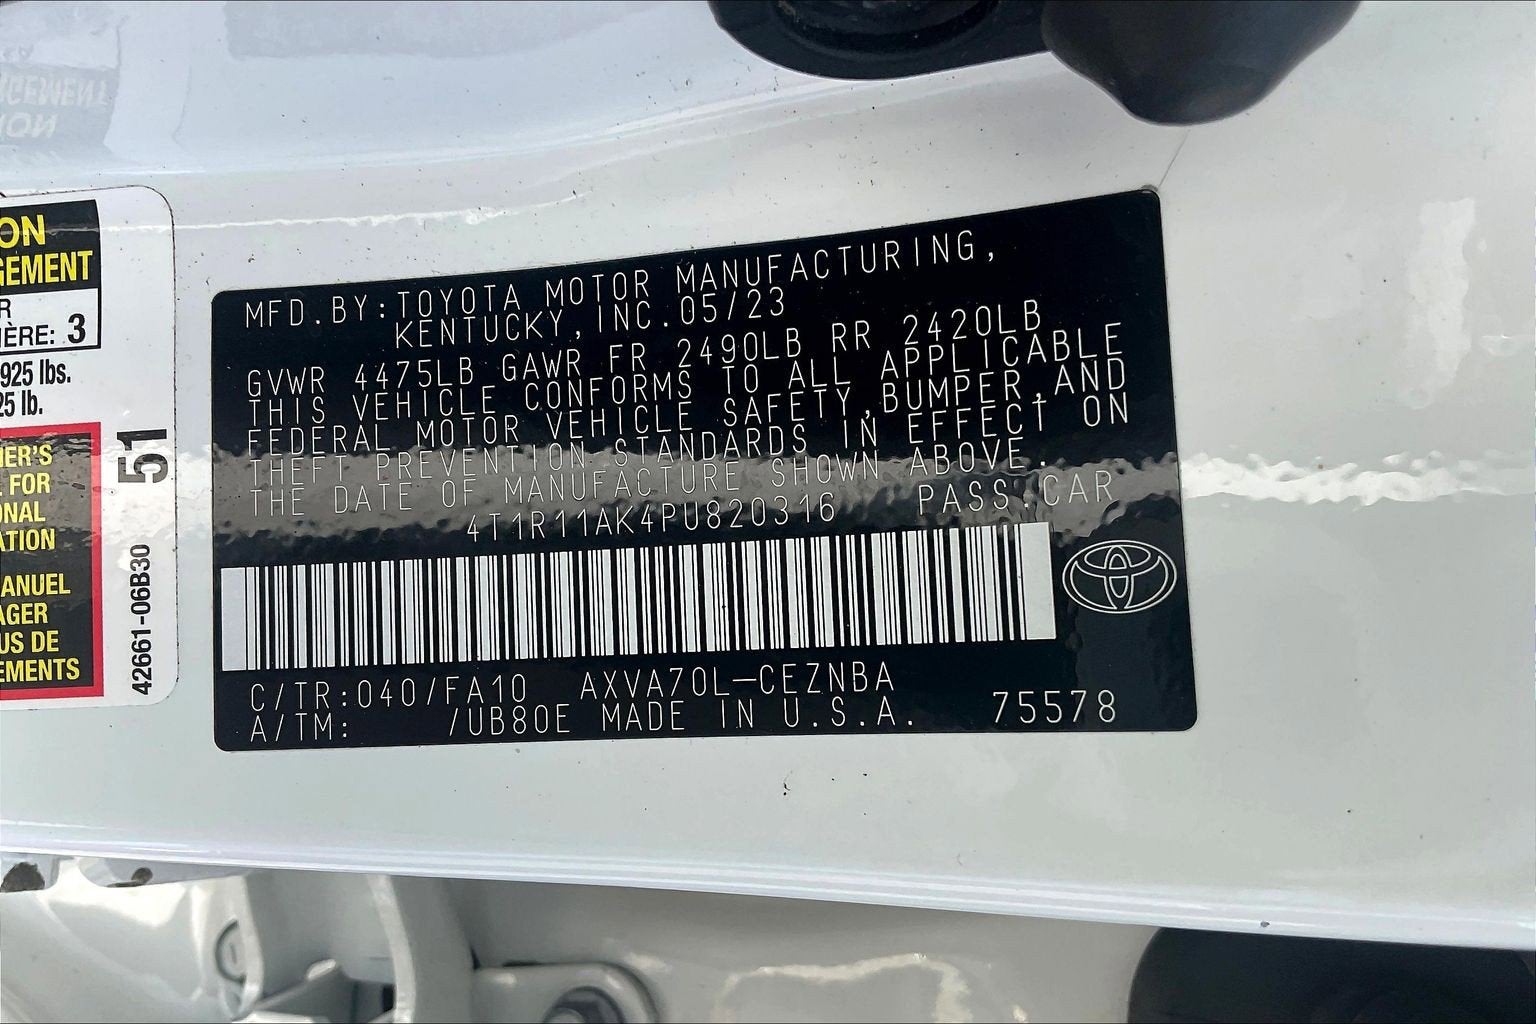 ON
GEMENT
R
IÈRE: 3
925 lbs.
25 lb.
IER'S
FOR
ONAL
ATION
ANUEL
AGER
US DE
EMENTS
51
42661-06B30
MFD.BY:TOYOTA MOTOR MANUFACTURING,
KENTUCKY,INC.05/23
GVWR 4475LB GAWR FR 2490LB RR 2420LB
THIS VEHICLE CONFORMS TO ALL APPLICABLE
FEDERAL MOTOR VEHICLE SAFETY,BUMPER,AND
THEFT PREVENTION STANDARDS IN EFFECT ON
THE DATE OF MANUFACTURE SHOWN ABOVE.
4T1R11AK4PU820316 PASS.CAR
C/TR:040/FA10 AXVA70L-CEZNBA
A/TM: /UB80E MADE IN U.S.A. 75578